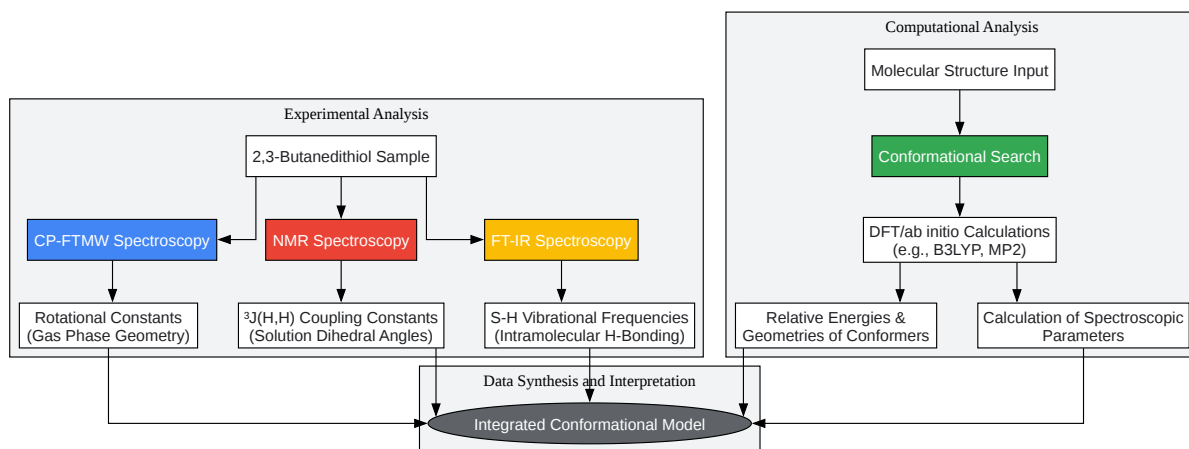 Computational Analysis
Molecular Structure Input
Experimental Analysis
2,3-Butanedithiol Sample
Conformational Search
CP-FTMW Spectroscopy
NMR Spectroscopy
FT-IR Spectroscopy
DFT/ab initio Calculations
(e.g., B3LYP, MP2)
Rotational Constants
(Gas Phase Geometry)
³J(H,H) Coupling Constants
(Solution Dihedral Angles)
S-H Vibrational Frequencies
(Intramolecular H-Bonding)
Relative Energies &
Geometries of Conformers
Calculation of Spectroscopic
Parameters
Data Synthesis and Interpretation
Integrated Conformational Model